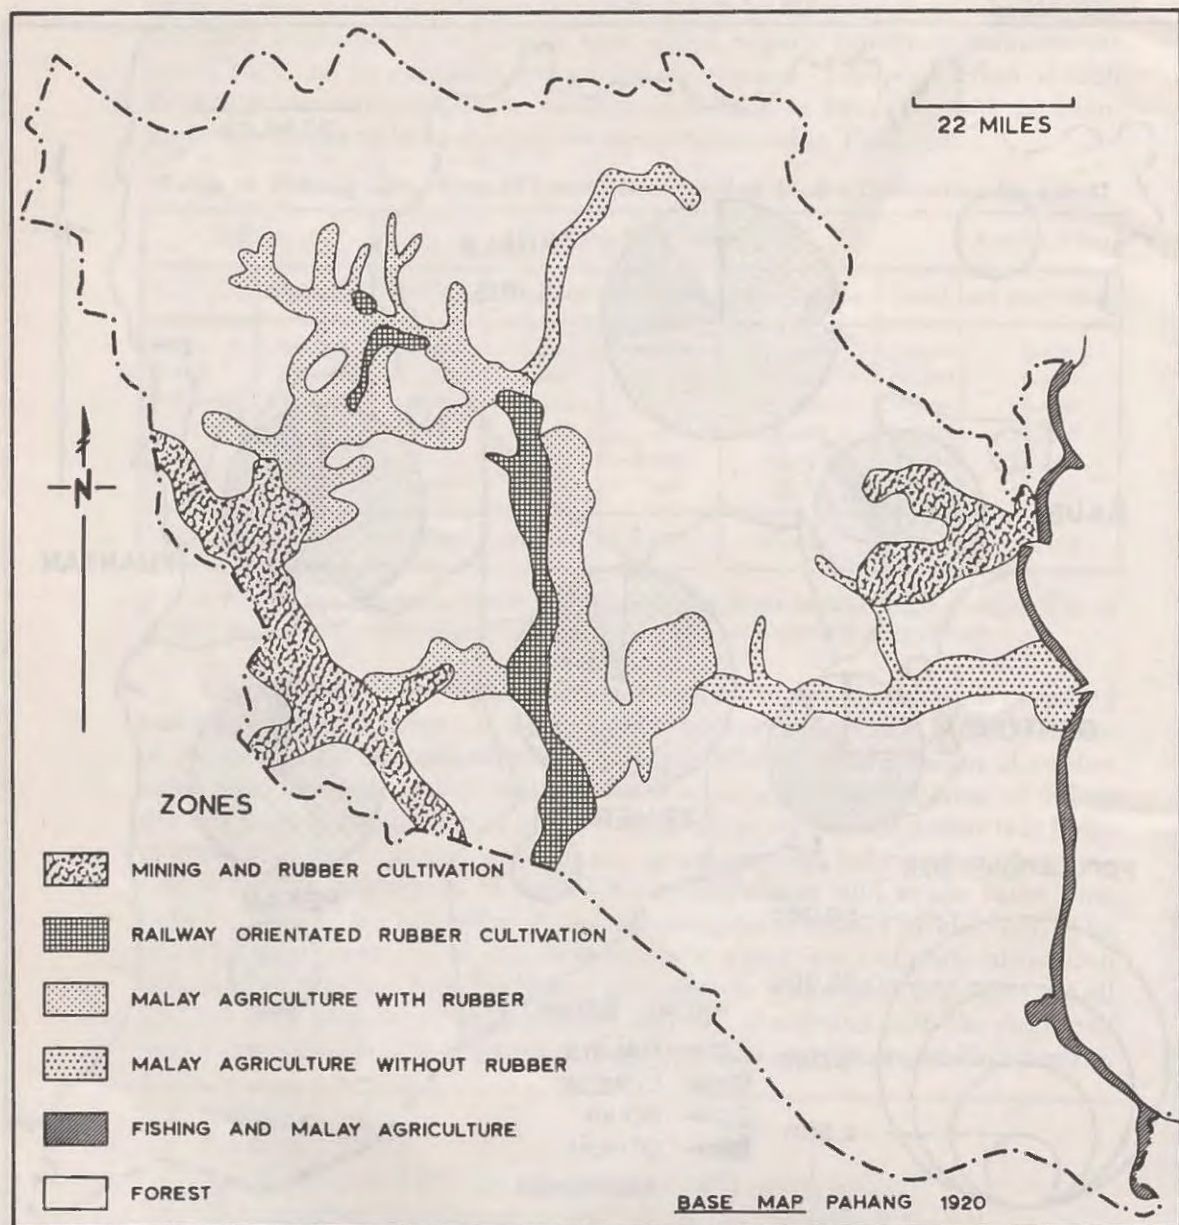 22 MILES
N
ZONES
MINING AND RUBBER CULTIVATION
RAILWAY ORIENTATED RUBBER CULTIVATION
MALAY AGRICULTURE WITH RUBBER
MALAY AGRICULTURE WITHOUT RUBBER
FISHING AND MALAY AGRICULTURE
FOREST
BASE MAP PAHANG 1920